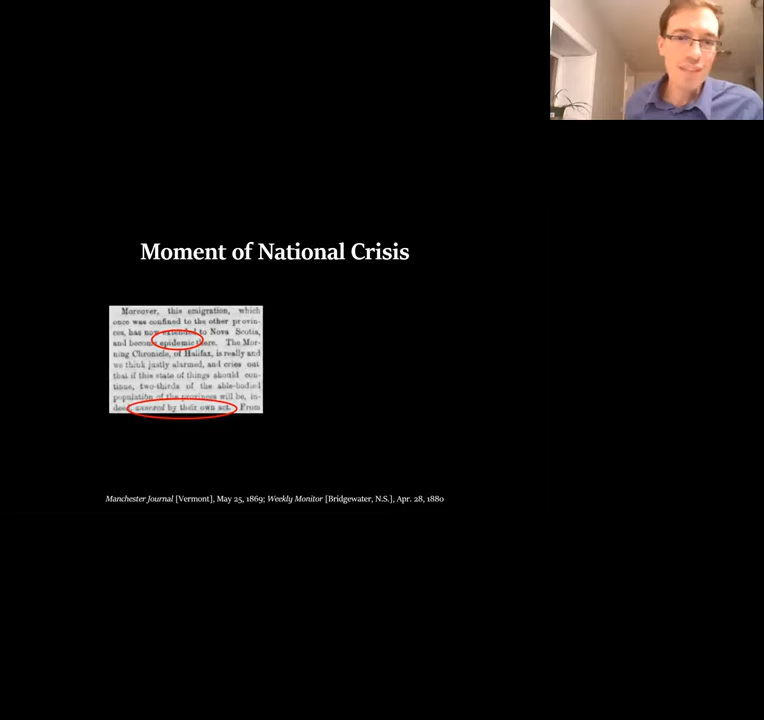 Moment of National Crisis
Moreover, this emigration, which
once was confined to the other provin-
ces, has now extended to Nova Scotia,
and become epidemic there. The Mor-
ning Chronicle, of Halifax, is really and
we think justly alarmed, and cries out
that if this state of things should con-
tinue, two-thirds of the able-bodied
population of the provinces will be, in-
deed annexed by their own act. From
Manchester Journal [Vermont], May 25, 1869; Weekly Monitor [Bridgewater, N.S.], Apr. 28, 1880